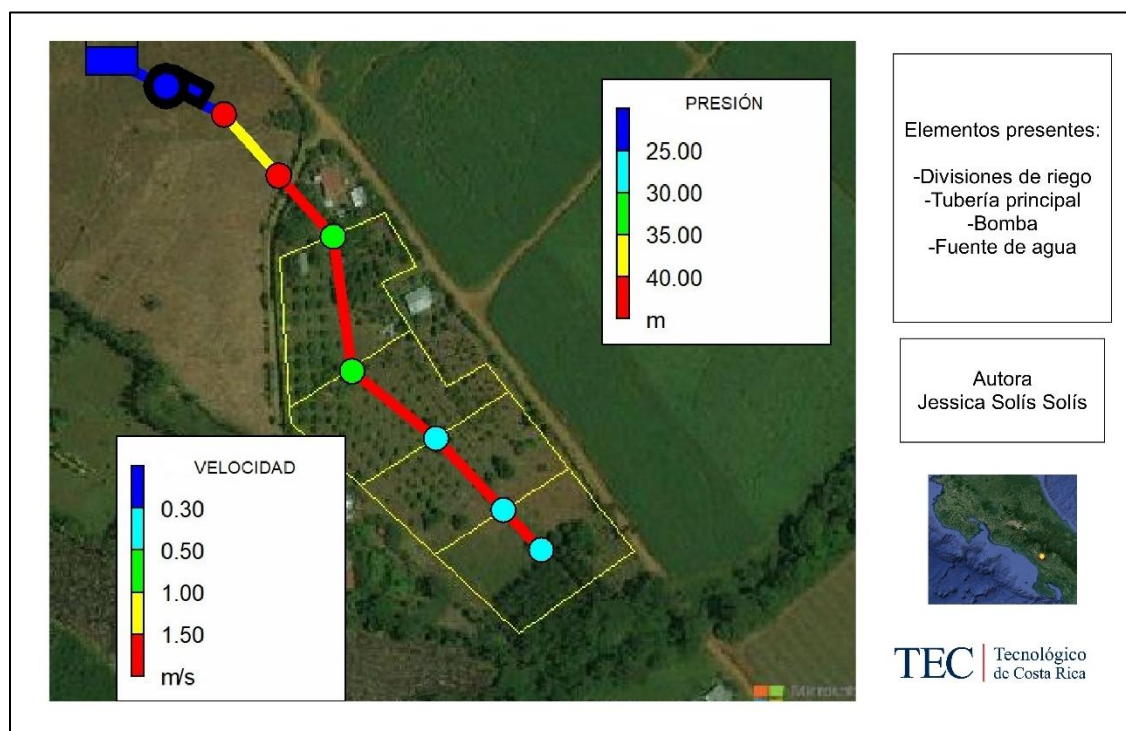 PRESIÓN
25.00
30.00
35.00
40.00
m
VELOCIDAD
0.30
0.50
1.00
1.50
m/s
Elementos presentes:
-Divisiones de riego
-Tubería principal
-Bomba
-Fuente de agua
Autora
Jessica Solís Solís
TEC
Tecnológico
de Costa Rica